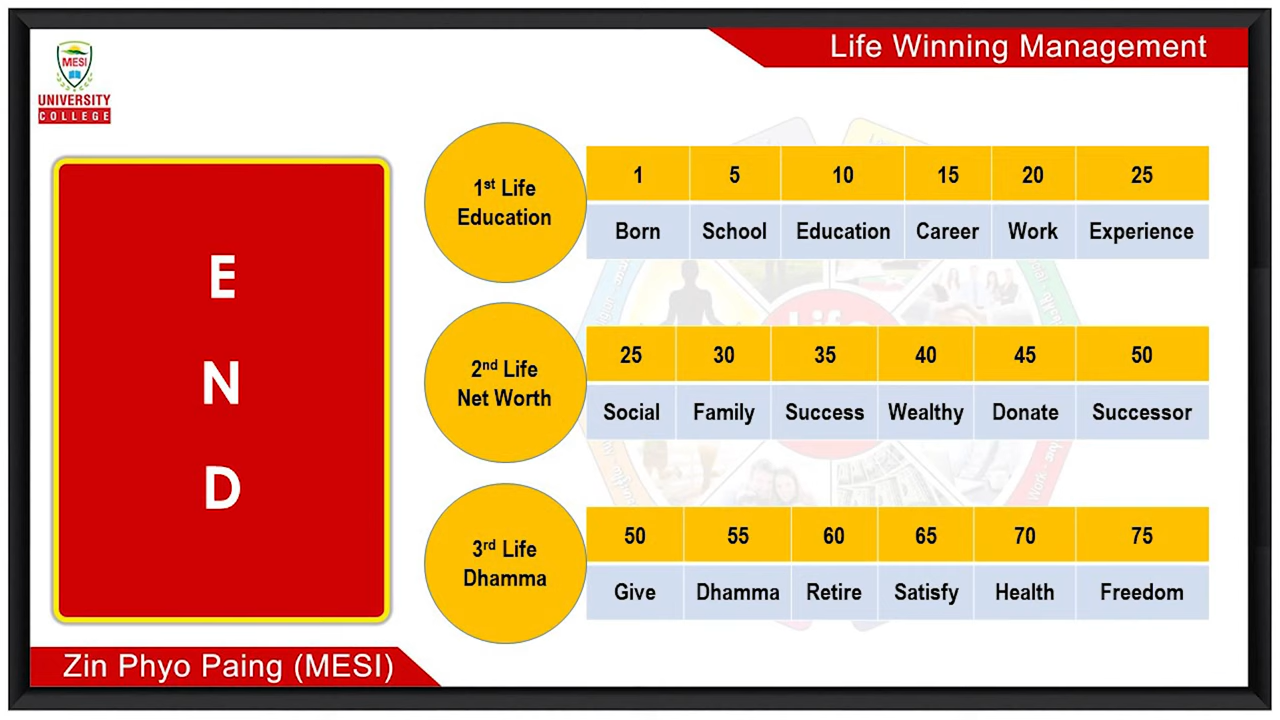 Life Winning Management
MESI
UNIVERSITY
COLLEGE
E
N
D
1st Life
Education
1 5 10 15 20 25
Born School Education Career Work Experience
2nd Life
Net Worth
25 30 35 40 45 50
Social Family Success Wealthy Donate Successor
3rd Life
Dhamma
50 55 60 65 70 75
Give Dhamma Retire Satisfy Health Freedom
Life
Zin Phyo Paing (MESI)